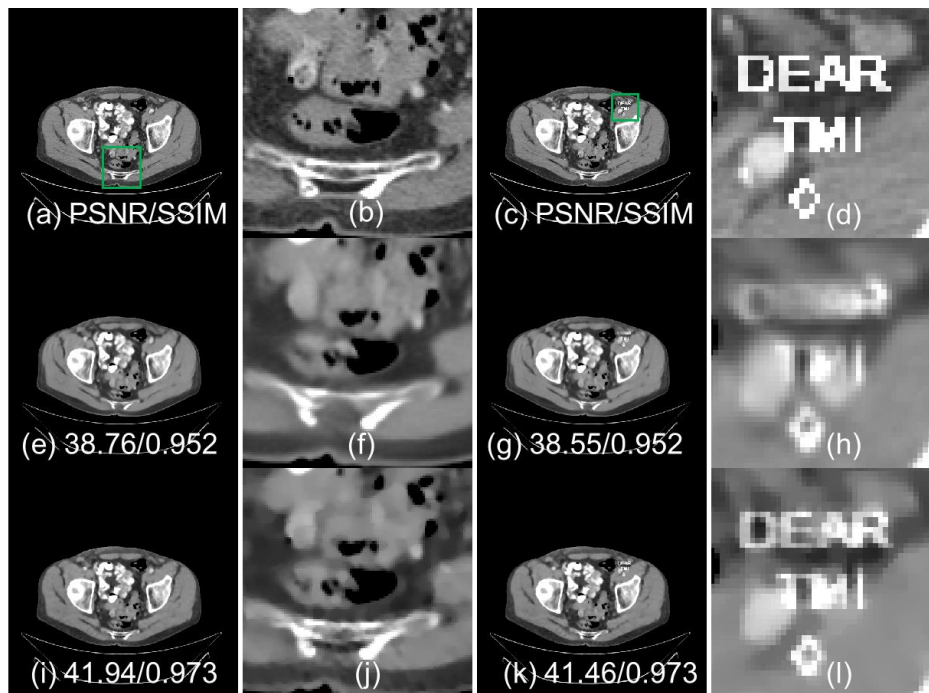 DEAR
TMI
(a) PSNR/SSIM
(b)
(c) PSNR/SSIM
(d)
TMI
(e) 38.76/0.952
(f)
(g) 38.55/0.952
(h)
DEAR
TMI
(i) 41.94/0.973
(j)
(k) 41.46/0.973
(l)